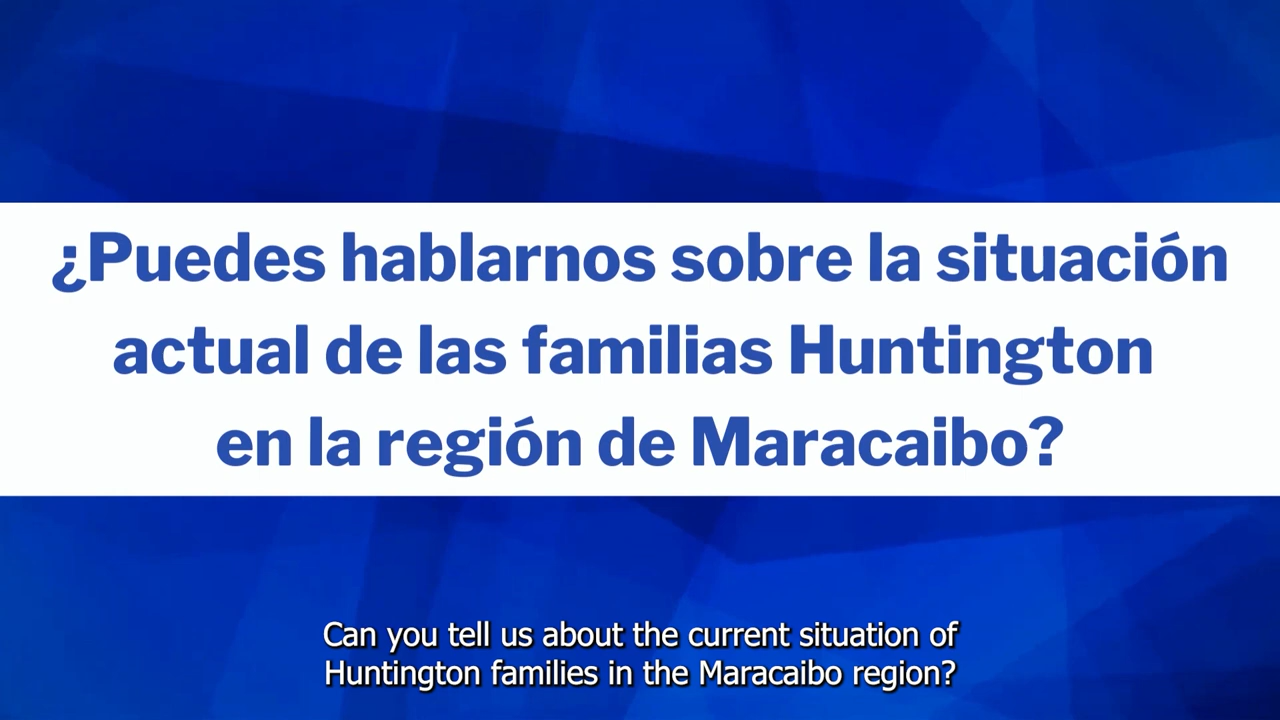 ¿Puedes hablarnos sobre la situación
actual de las familias Huntington
en la región de Maracaibo?
Can you tell us about the current situation of
Huntington families in the Maracaibo region?